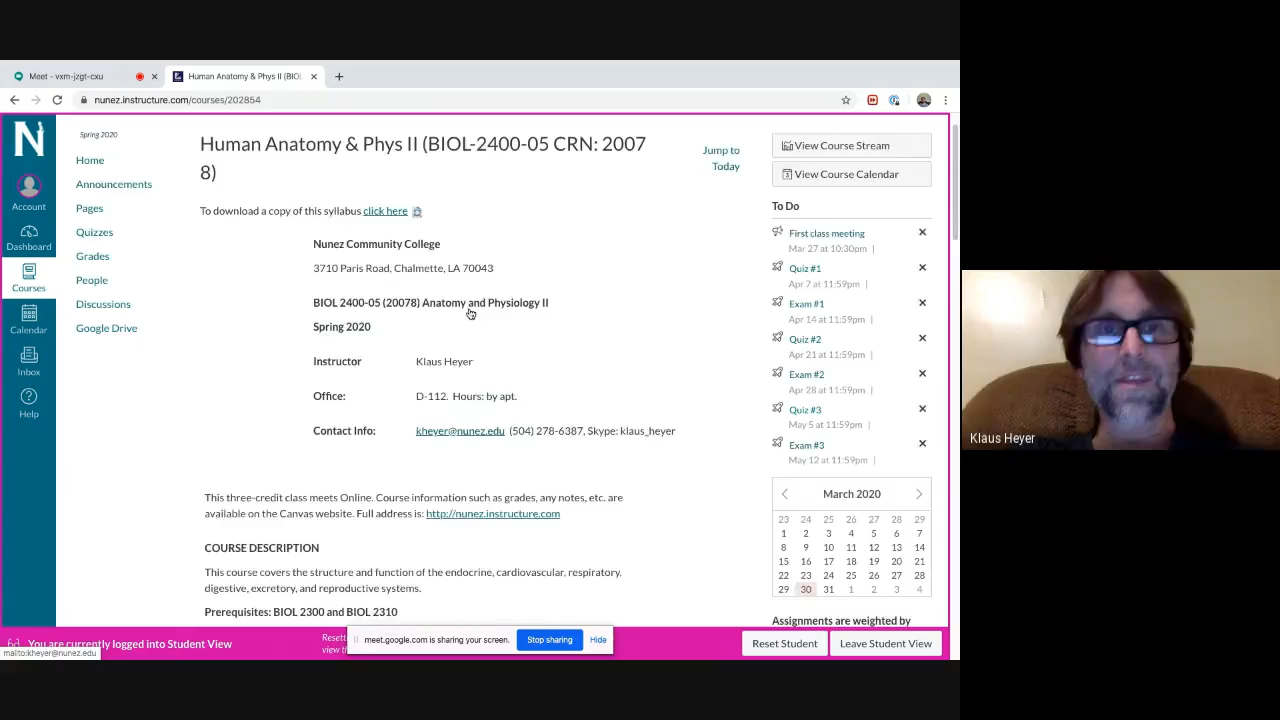 Meet - vxm-jzgt-cxu
Human Anatomy & Phys II (BIOL
nunez.instructure.com/courses/202854
N
Account
Dashboard
Courses
Calendar
Inbox
Help
Spring 2020
Home
Announcements
Pages
Quizzes
Grades
People
Discussions
Google Drive
Human Anatomy & Phys II (BIOL-2400-05 CRN: 2007
8)
Jump to
Today
To download a copy of this syllabus click here
Nunez Community College
3710 Paris Road, Chalmette, LA 70043
BIOL 2400-05 (20078) Anatomy and Physiology II
Spring 2020
Instructor Klaus Heyer
Office: D-112. Hours: by apt.
Contact Info: kheyer@nunez.edu (504) 278-6387, Skype: klaus_heyer
This three-credit class meets Online. Course information such as grades, any notes, etc. are
available on the Canvas website. Full address is: http://nunez.instructure.com
COURSE DESCRIPTION
This course covers the structure and function of the endocrine, cardiovascular, respiratory,
digestive, excretory, and reproductive systems.
Prerequisites: BIOL 2300 and BIOL 2310
View Course Stream
View Course Calendar
To Do
First class meeting
Mar 27 at 10:30pm |
Quiz #1
Apr 7 at 11:59pm |
Exam #1
Apr 14 at 11:59pm |
Quiz #2
Apr 21 at 11:59pm |
Exam #2
Apr 28 at 11:59pm |
Quiz #3
May 5 at 11:59pm |
Exam #3
May 12 at 11:59pm |
March 2020
23 24 25 26 27 28 29
1 2 3 4 5 6 7
8 9 10 11 12 13 14
15 16 17 18 19 20 21
22 23 24 25 26 27 28
29 30 31 1 2 3 4
Assignments are weighted by
You are currently logged into Student View
Resett
view t
meet.google.com is sharing your screen. Stop sharing Hide
Reset Student
Leave Student View
mailto:kheyer@nunez.edu
Klaus Heyer